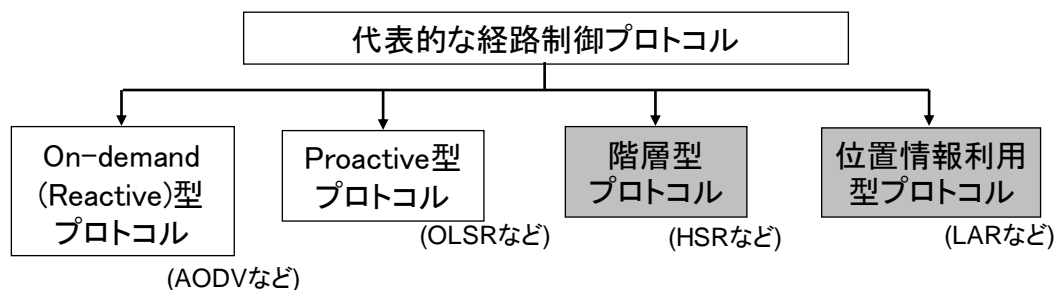 代表的な経路制御プロトコル
On-demand
(Reactive)型
プロトコル
(AODVなど)
Proactive型
プロトコル
(OLSRなど)
階層型
プロトコル
(HSRなど)
位置情報利用
型プロトコル
(LARなど)